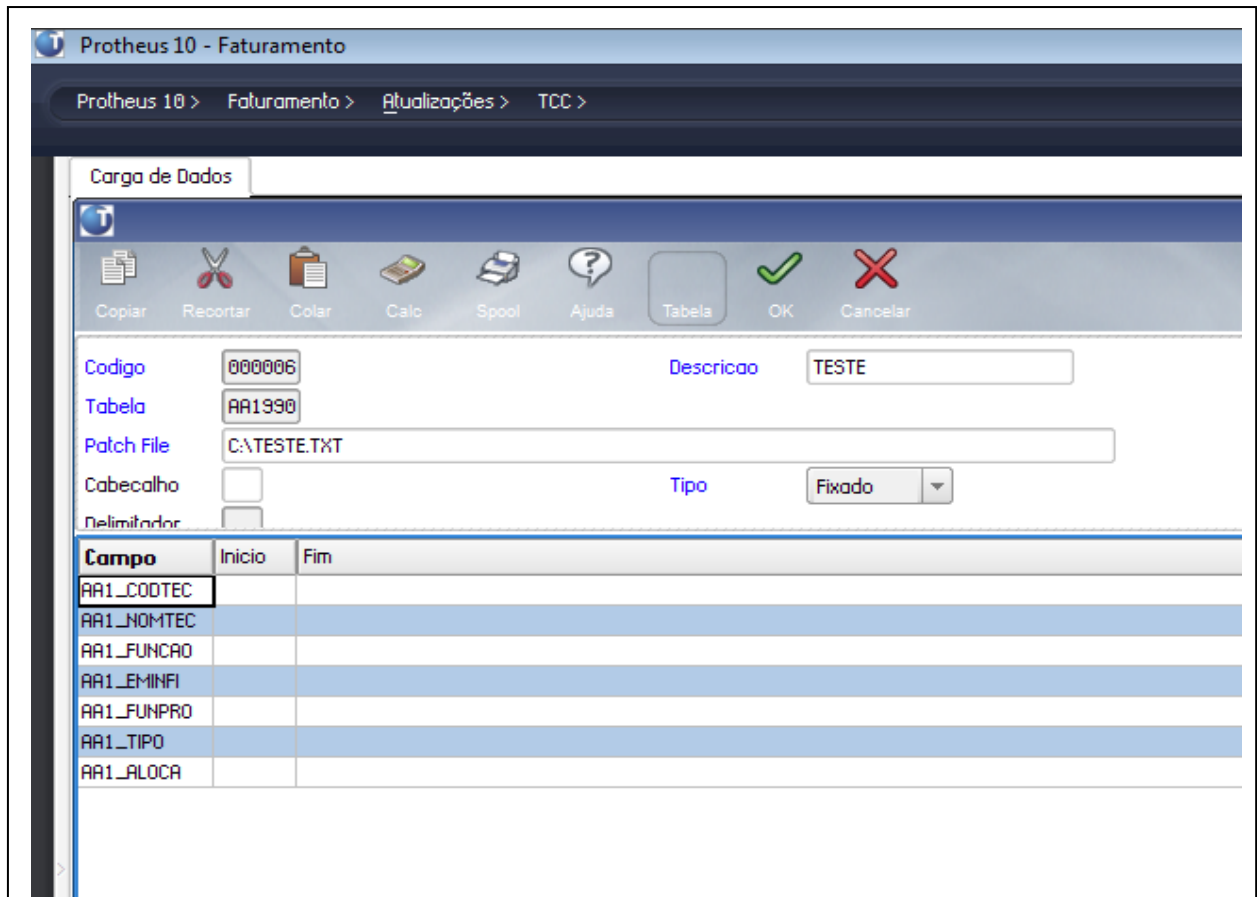 Protheus 10 - Faturamento
Protheus 10 > Faturamento > Atualizações > TCC >
Carga de Dados
Copiar Recortar Colar Calc Spool Ajuda Tabela OK Cancelar
Codigo 000006 Descricao TESTE
Tabela AA1990
Patch File C:\TESTE.TXT
Cabecalho Tipo Fixado
Delimitador
Campo Inicio Fim
AA1_CODTEC
AA1_NOMTEC
AA1_FUNCAO
AA1_EMINFI
AA1_FUNPRO
AA1_TIPO
AA1_ALOCA